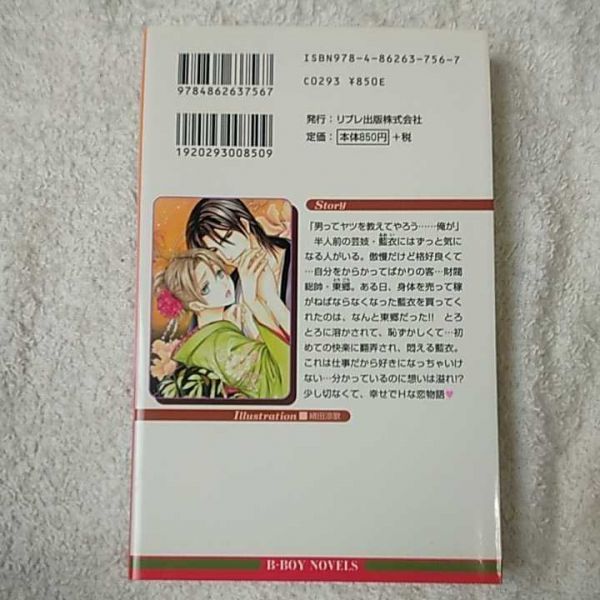 ISBN978-4-86263-756-7
C0293 ¥850E
9784862637567
発行：リブレ出版株式会社
定価：本体850円＋税
1920293008509
Story
「男ってヤツを教えてやろう……俺が」
半人前の芸妓・藍衣にはずっと気に
なる人がいる。傲慢だけど格好良くて
…自分をからかってばかりの客…財閥
総帥・東郷。ある日、身体を売って稼
がねばならなくなった藍衣を買ってく
れたのは、なんと東郷だった!! とろ
とろに溶かされて、恥ずかしくて…初
めての快楽に翻弄され、悶える藍衣。
これは仕事だから好きになっちゃいけ
ない…分かっているのに想いは溢れ!?
少し切なくて、幸せでHな恋物語♥
Illustration ■ 緒田涼歌
B-BOY NOVELS